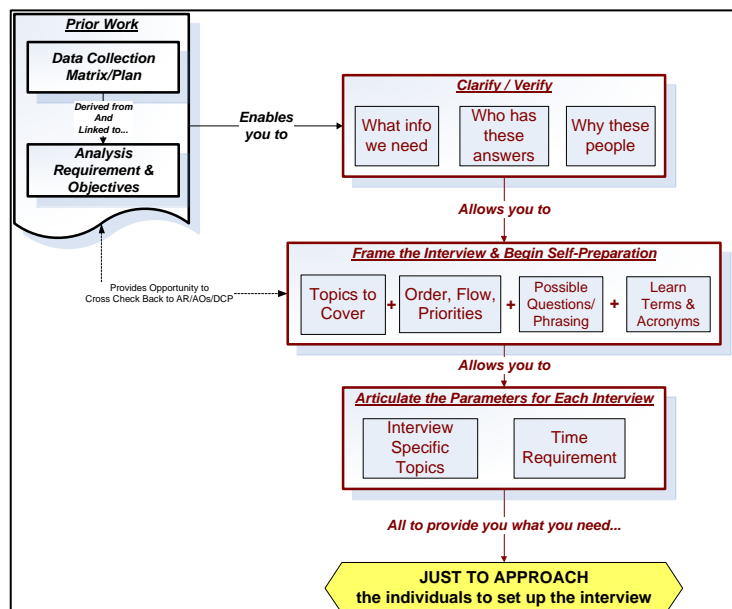 Prior Work
Data Collection
Matrix/Plan
Derived from
And
Linked to...
Analysis
Requirement &
Objectives
Enables
you to
Clarify / Verify
What info
we need
Who has
these
answers
Why these
people
Allows you to
Provides Opportunity to
Cross Check Back to AR/AOs/DCP
Frame the Interview & Begin Self-Preparation
Topics to
Cover
+
Order, Flow,
Priorities
+
Possible
Questions/
Phrasing
+
Learn
Terms &
Acronyms
Allows you to
Articulate the Parameters for Each Interview
Interview
Specific
Topics
Time
Requirement
All to provide you what you need...
JUST TO APPROACH
the individuals to set up the interview